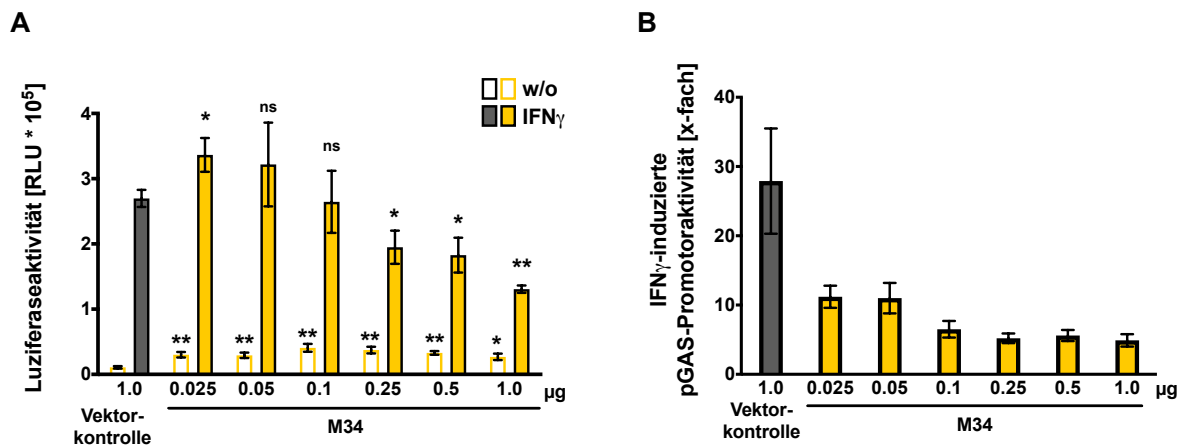 A
Luziferaseaktivität [RLU * 10⁵]
w/o
IFNγ
4
3
2
1
0
*
ns
ns
*
*
**
**
**
**
**
**
*
1.0
0.025
0.05
0.1
0.25
0.5
1.0
µg
Vektor-
kontrolle
M34
B
IFNγ-induzierte
pGAS-Promotoraktivität [x-fach]
40
30
20
10
0
1.0
0.025
0.05
0.1
0.25
0.5
1.0
µg
Vektor-
kontrolle
M34